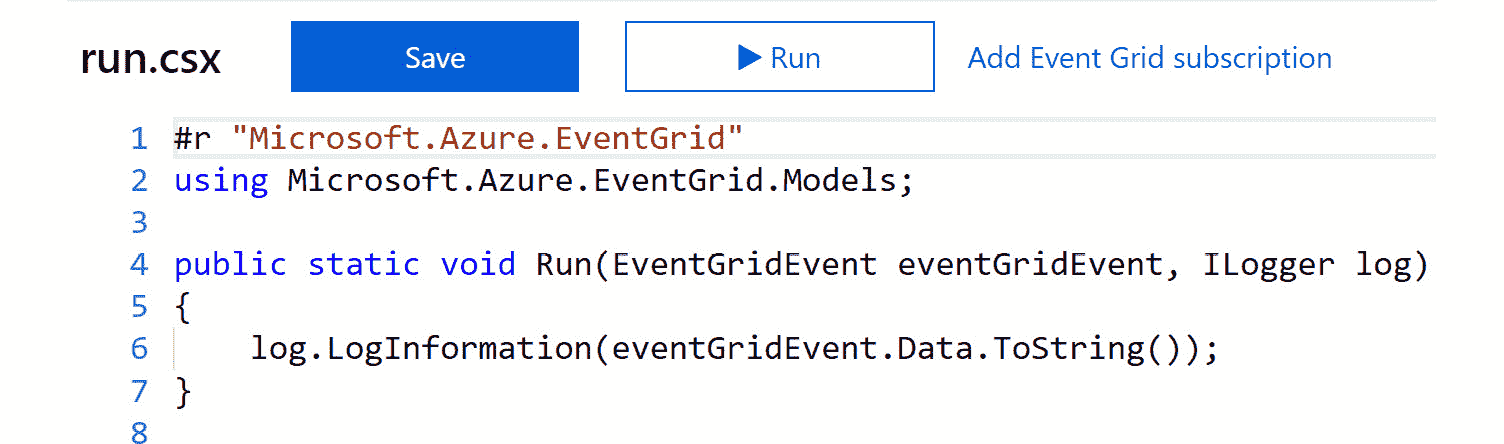 run.csx Save Run Add Event Grid subscription
1 #r "Microsoft.Azure.EventGrid"
2 using Microsoft.Azure.EventGrid.Models;
3
4 public static void Run(EventGridEvent eventGridEvent, ILogger log)
5 {
6     log.LogInformation(eventGridEvent.Data.ToString());
7 }
8